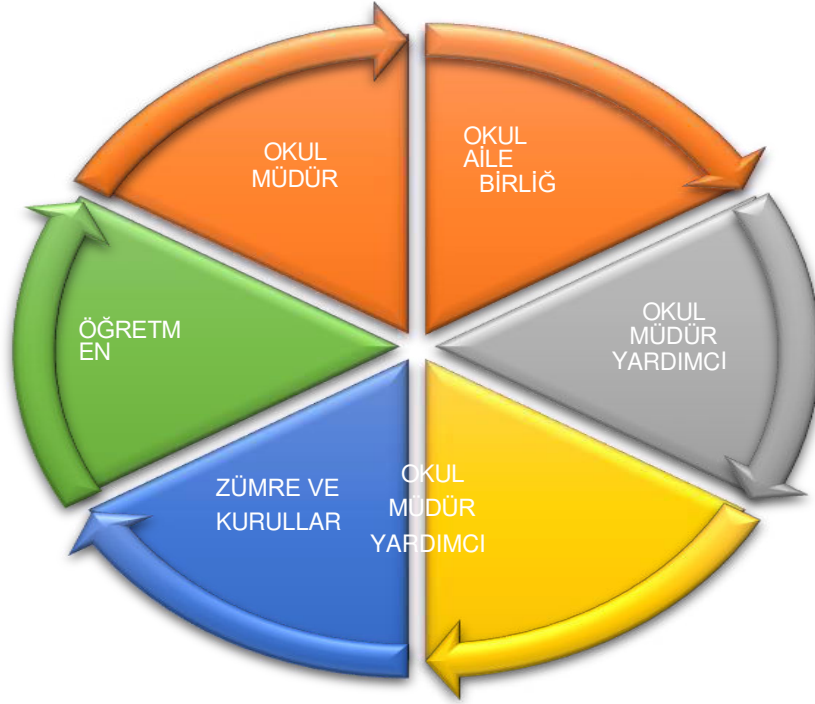 OKUL
MÜDÜR
OKUL
AİLE
BİRLİĞ
OKUL
MÜDÜR
YARDIMCI
OKUL
MÜDÜR
YARDIMCI
ZÜMRE VE
KURULLAR
ÖĞRETM
EN